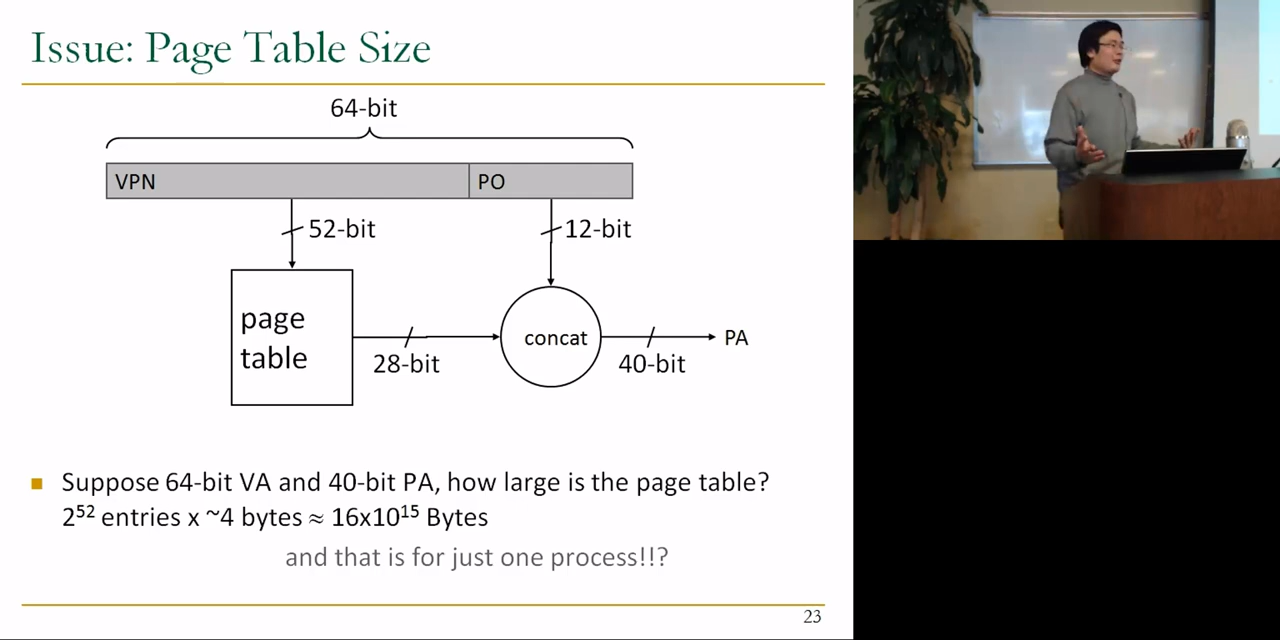 Issue: Page Table Size
64-bit
VPN
PO
52-bit
12-bit
page
table
28-bit
concat
40-bit
PA
Suppose 64-bit VA and 40-bit PA, how large is the page table?
2⁵² entries x ~4 bytes ≈ 16x10¹⁵ Bytes
and that is for just one process!!?
23